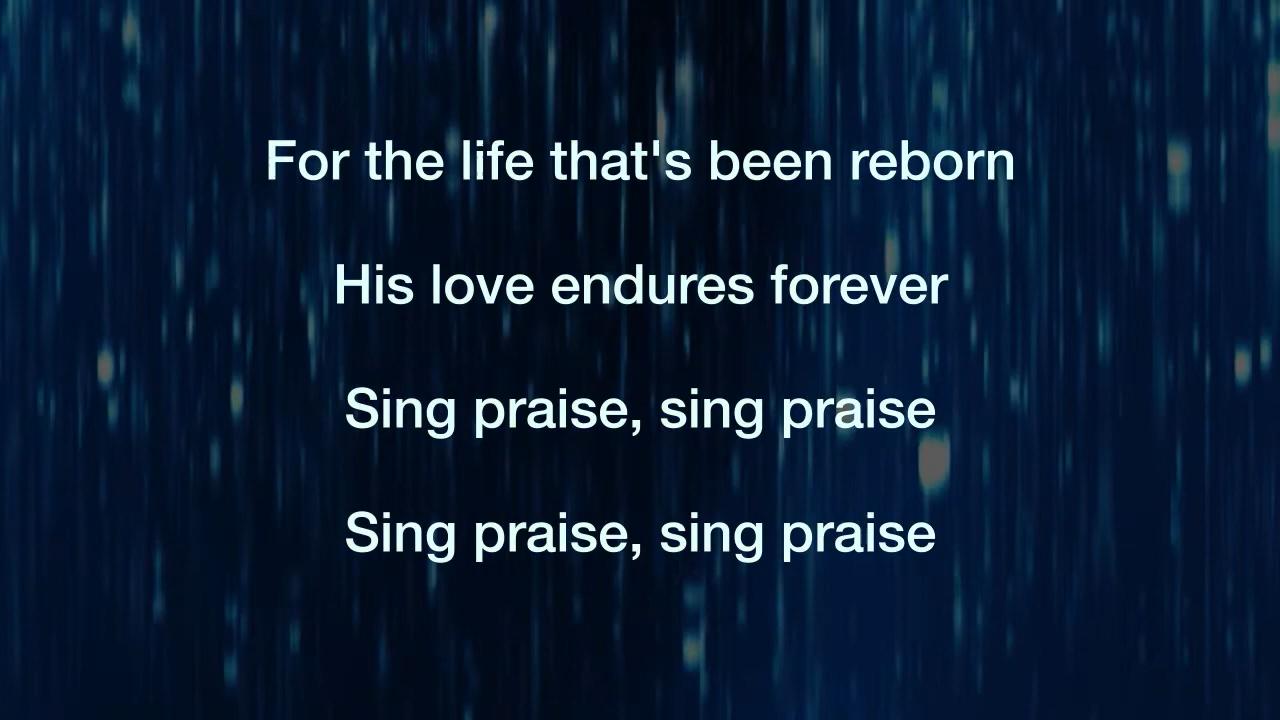 For the life that's been reborn
His love endures forever
Sing praise, sing praise
Sing praise, sing praise